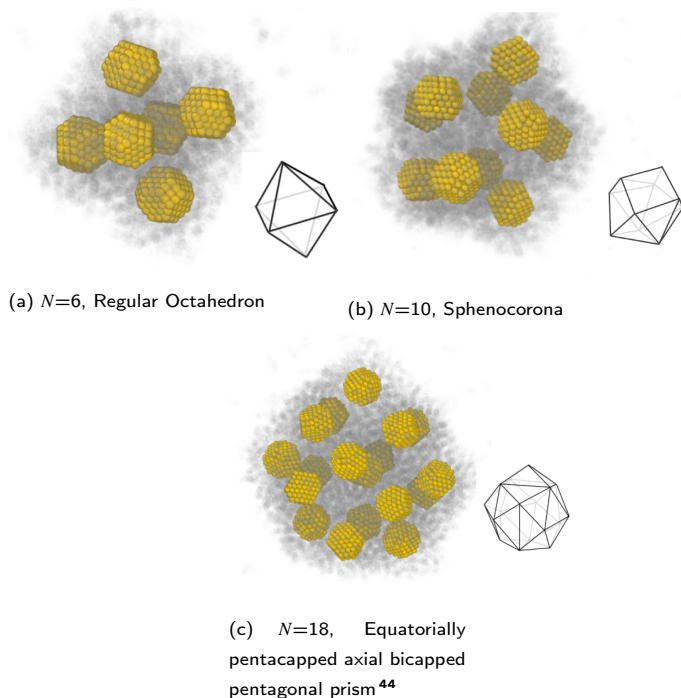 (a) N=6, Regular Octahedron
(b) N=10, Sphenocorona
(c) N=18, Equatorially
pentacapped axial bicapped
pentagonal prism⁴⁴